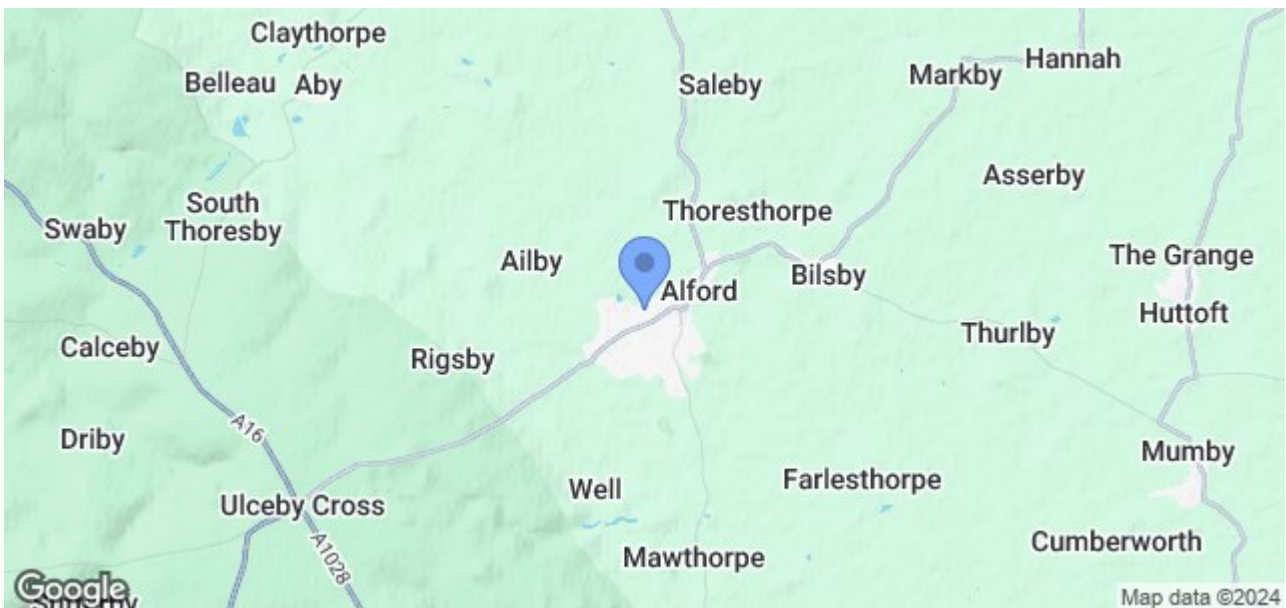 Claythorpe
Hannah
Belleau
Aby
Saleby
Markby
Asserby
South
Thoresby
Thoresthorpe
Swaby
Ailby
The Grange
Bilsby
Alford
Huttoft
Thurlby
Calceby
Rigsby
A16
Driby
Mumby
Farlesthorpe
Well
Ulceby Cross
A1028
Cumberworth
Mawthorpe
Google
Map data ©2024